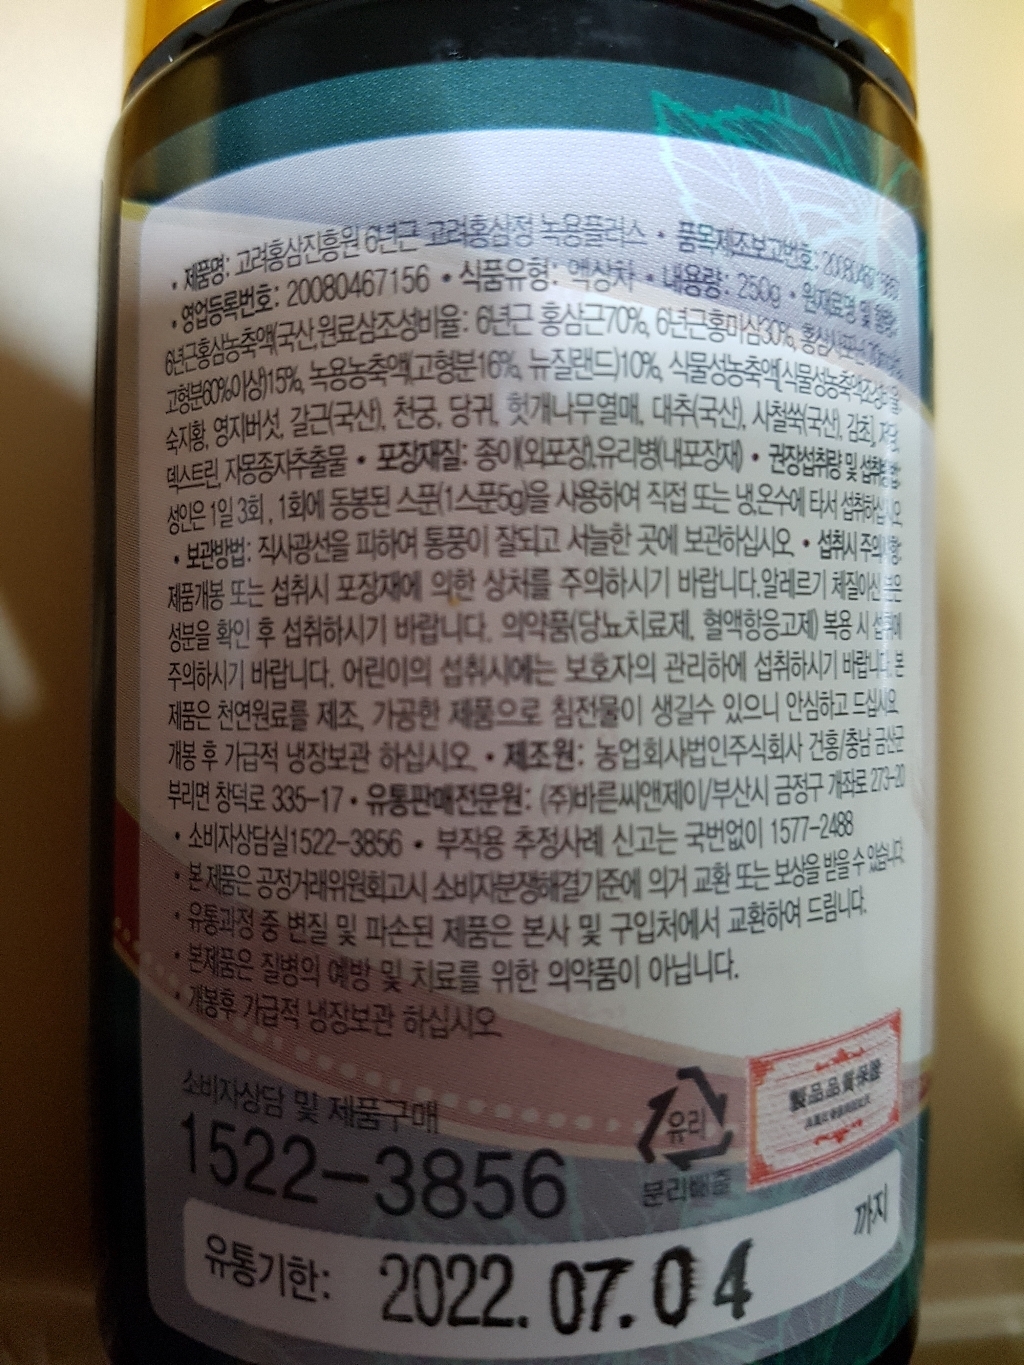 • 제품명: 고려홍삼진흥원 6년근 고려홍삼정 녹용플러스 • 품목제조보고번호:
• 영업등록번호: 20080467156 • 식품유형: 액상차 • 내용량: 250g • 원재료명 및
6년근홍삼농축액(국산,원료삼조성비율: 6년근 홍삼근70%, 6년근홍미삼30%,
고형분60%이상)15%, 녹용농축액(고형분16%, 뉴질랜드)10%, 식물성농축액(식물성농축액조성비율:
숙지황, 영지버섯, 갈근(국산), 천궁, 당귀, 헛개나무열매, 대추(국산), 사철쑥(국산), 감초,
덱스트린, 자몽종자추출물 • 포장재질: 종이(외포장),유리병(내포장재) • 권장섭취량 및 섭취방법:
성인은 1일 3회, 1회에 동봉된 스푼(1스푼5g)을 사용하여 직접 또는 냉,온수에 타서 섭취하십시오
• 보관방법: 직사광선을 피하여 통풍이 잘되고 서늘한 곳에 보관하십시오 • 섭취시 주의사항:
제품개봉 또는 섭취시 포장재에 의한 상처를 주의하시기 바랍니다.알레르기 체질이신 분은
성분을 확인 후 섭취하시기 바랍니다. 의약품(당뇨치료제, 혈액항응고제) 복용 시 섭취에
주의하시기 바랍니다. 어린이의 섭취시에는 보호자의 관리하에 섭취하시기 바랍니다. 본
제품은 천연원료를 제조, 가공한 제품으로 침전물이 생길수 있으니 안심하고 드십시요
개봉 후 가급적 냉장보관 하십시오 • 제조원: 농업회사법인주식회사 건홍/충남 금산군
부리면 창덕로 335-17 • 유통판매전문원: (주)바른씨앤제이/부산시 금정구 개좌로 273-20
• 소비자상담실1522-3856 • 부작용 추정사례 신고는 국번없이 1577-2488
• 본 제품은 공정거래위원회고시 소비자분쟁해결기준에 의거 교환 또는 보상을 받을 수 있습니다.
• 유통과정 중 변질 및 파손된 제품은 본사 및 구입처에서 교환하여 드립니다.
• 본제품은 질병의 예방 및 치료를 위한 의약품이 아닙니다.
• 개봉후 가급적 냉장보관 하십시오
소비자상담 및 제품구매
1522-3856
유리
분리배출
製品品質保證
유통기한: 2022.07.04 까지